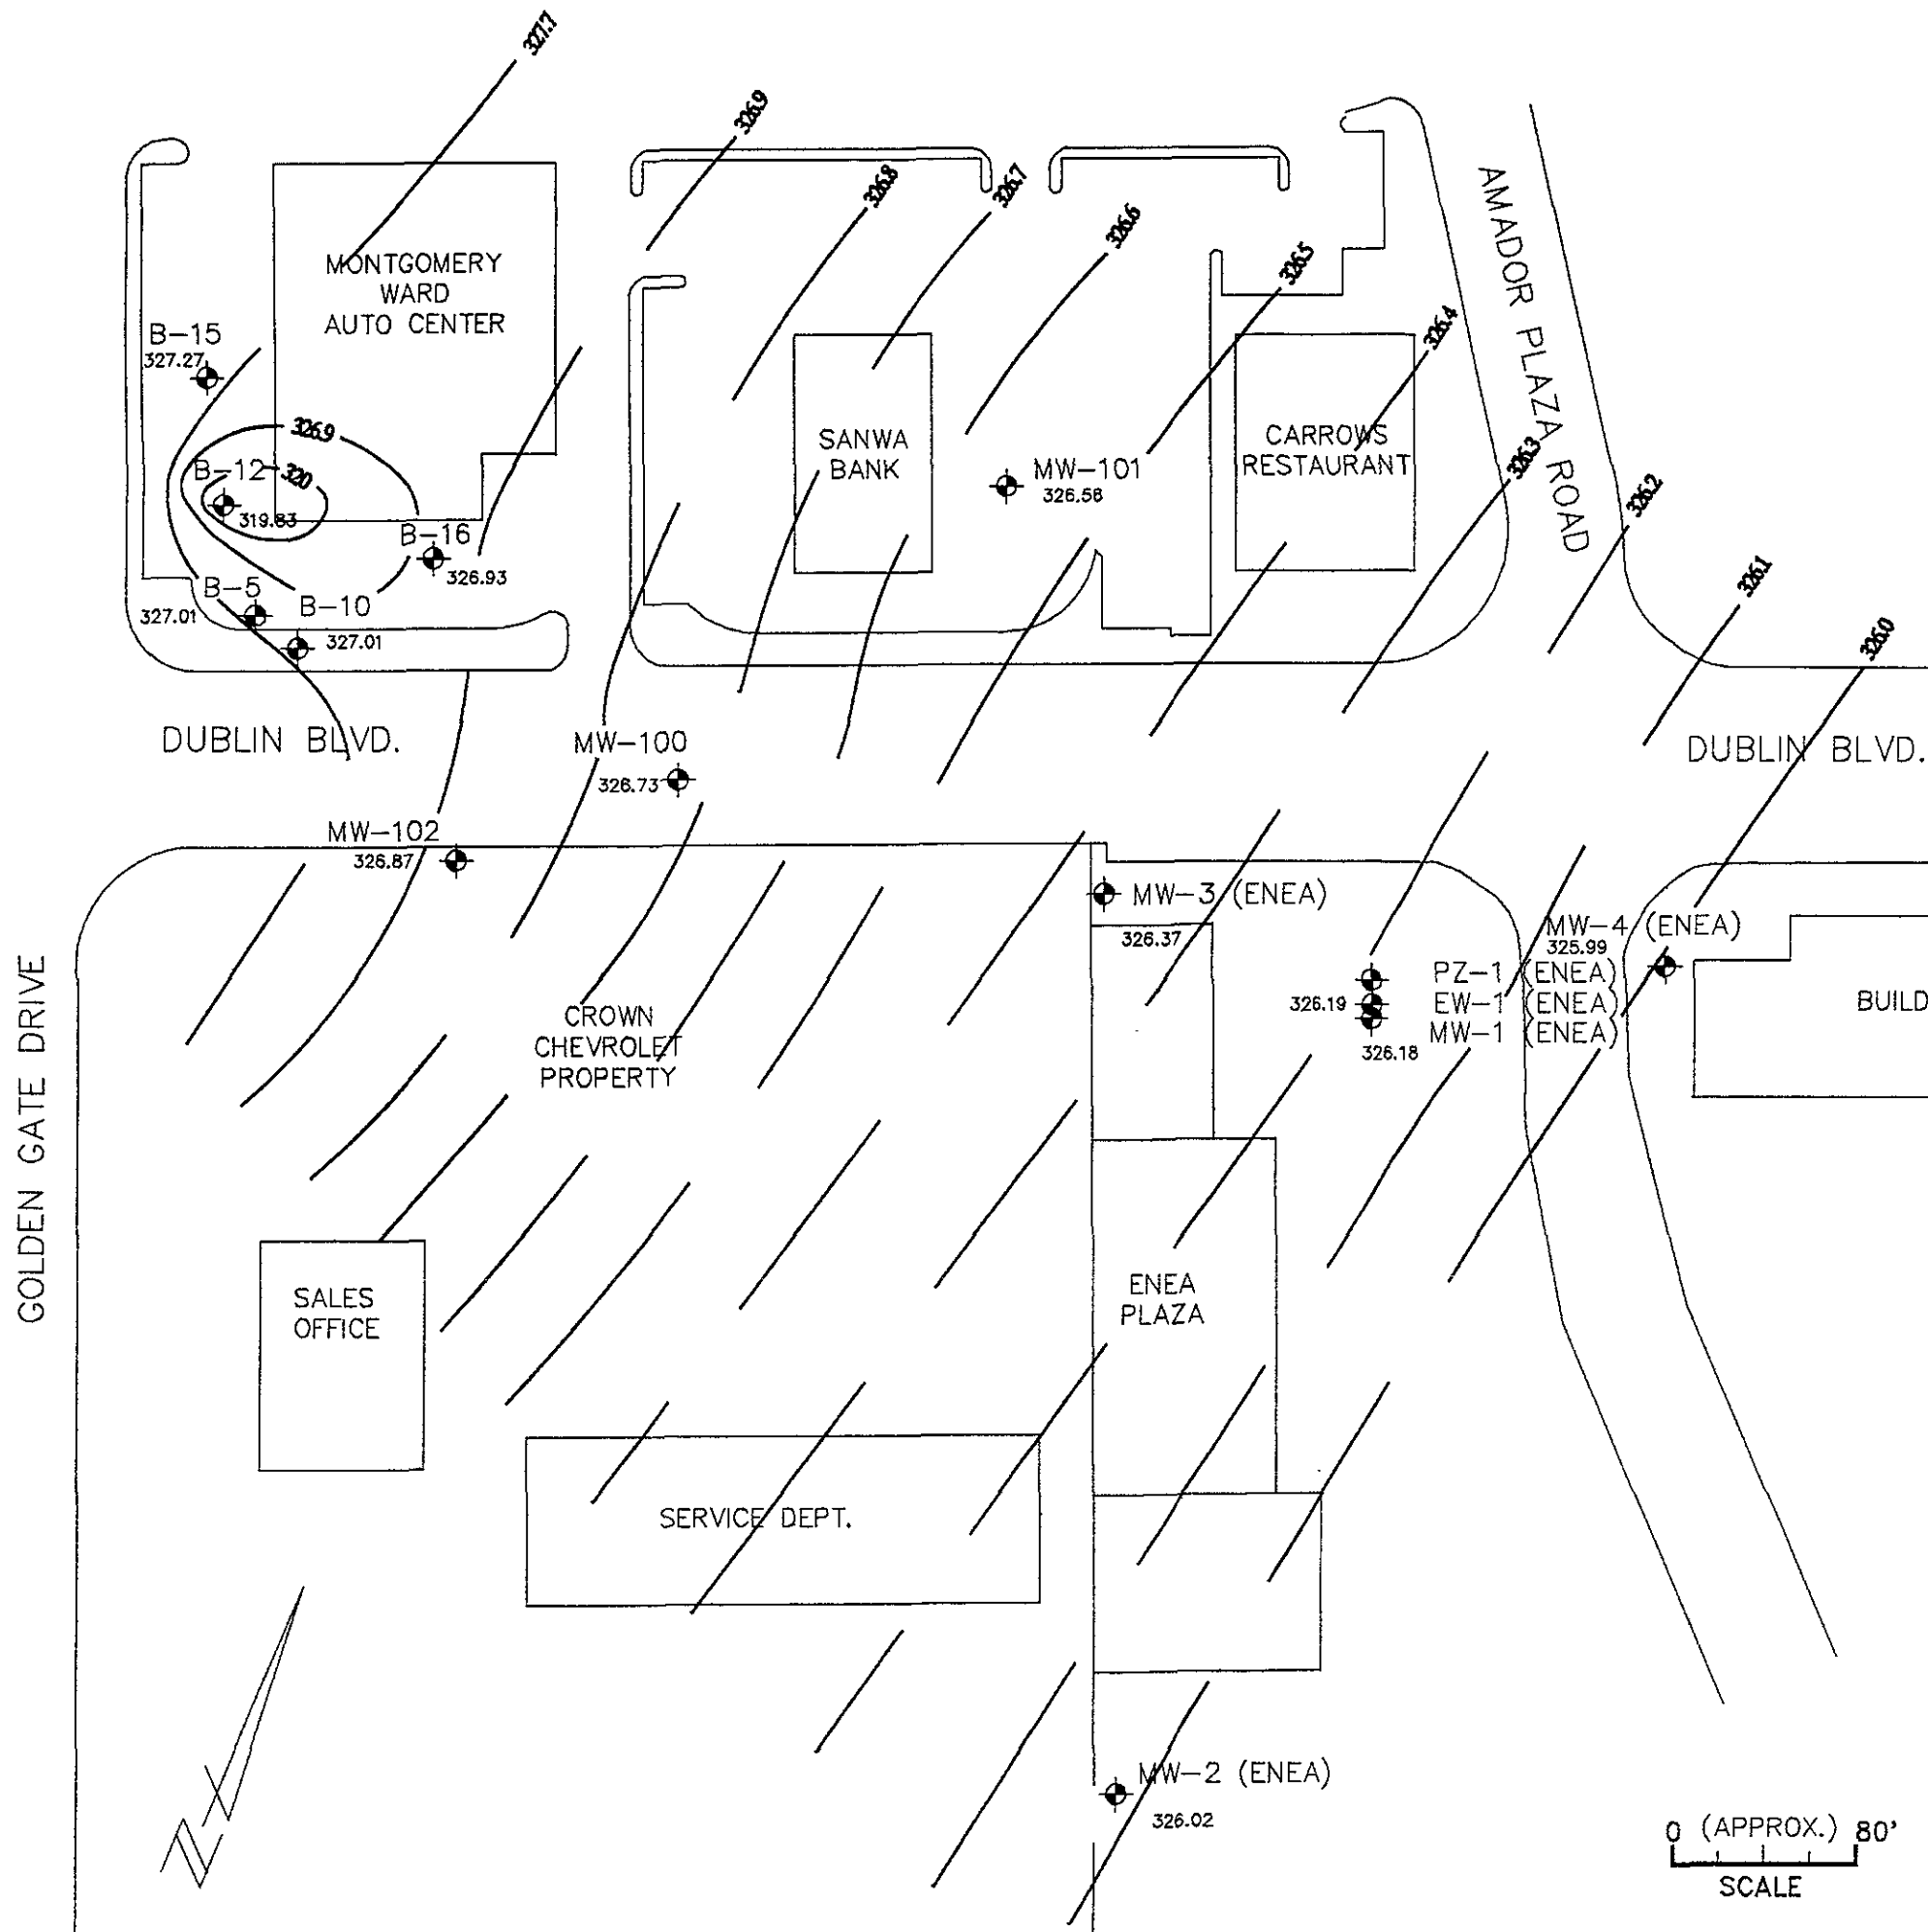 327.7
326.9
326.8
326.7
326.6
326.5
326.4
326.3
326.2
326.1
326.0
AMADOR PLAZA ROAD
MONTGOMERY
WARD
AUTO CENTER
B-15
327.27
326.9
B-12
320
319.83
B-16
326.93
B-5
327.01
B-10
327.01
SANWA
BANK
MW-101
326.58
CARROWS
RESTAURANT
DUBLIN BLVD.
MW-100
326.73
DUBLIN BLVD.
MW-102
326.87
MW-3 (ENEA)
326.37
MW-4 (ENEA)
325.99
PZ-1 (ENEA)
326.19
EW-1 (ENEA)
MW-1 (ENEA)
326.18
BUILD
GOLDEN GATE DRIVE
CROWN
CHEVROLET
PROPERTY
SALES
OFFICE
ENEA
PLAZA
SERVICE DEPT.
MW-2 (ENEA)
326.02
N
0 (APPROX.) 80'
SCALE